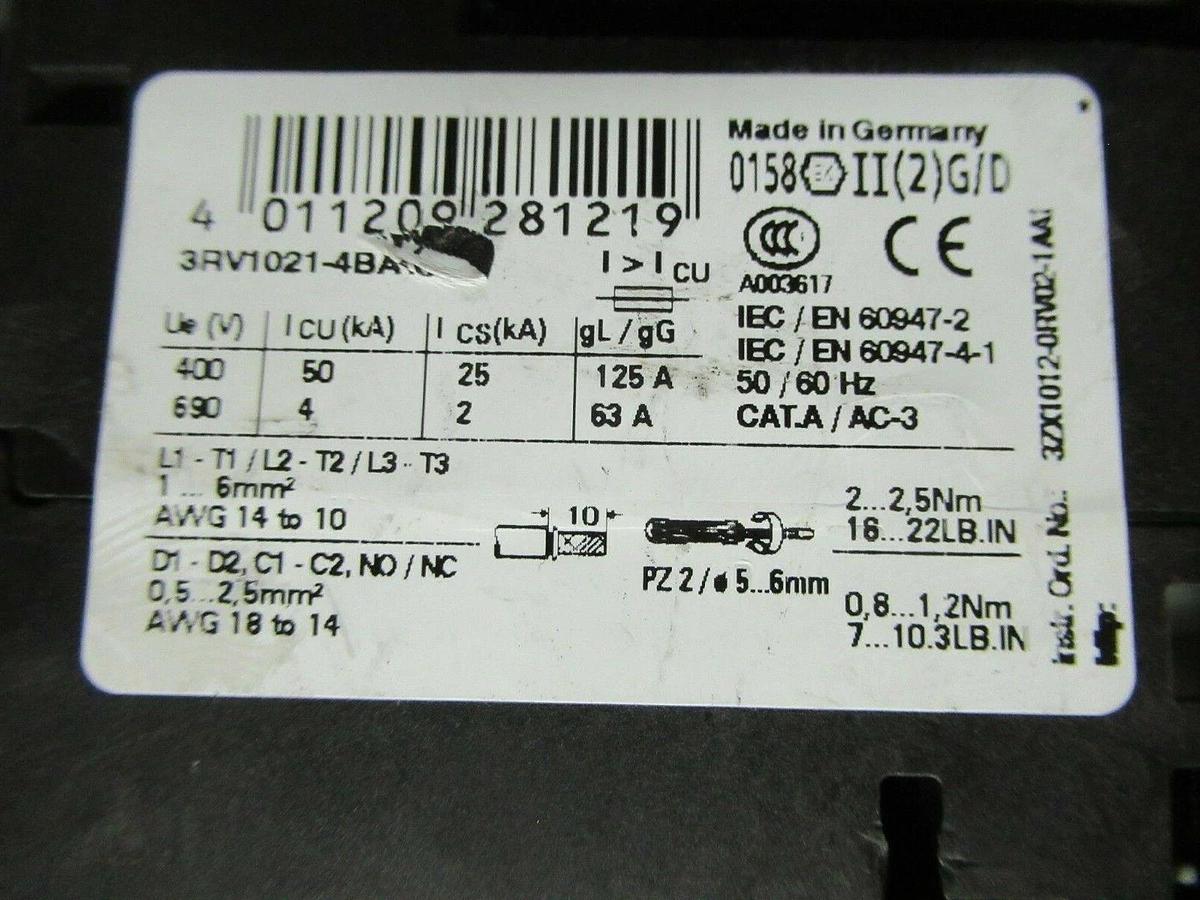 4 011209 281219
3RV1021-4BA
I > I CU
Made in Germany
0158 Ex II(2)G/D
CCC CE
A003617
IEC / EN 60947-2
IEC / EN 60947-4-1
50 / 60 Hz
CAT.A / AC-3
Ue (V) I CU (kA) I CS(kA) gL / gG
400 50 25 125 A
690 4 2 63 A
L1 - T1 / L2 - T2 / L3 - T3
1 ... 6mm²
AWG 14 to 10
D1 - D2, C1 - C2, NO / NC
0,5...2,5mm²
AWG 18 to 14
10
PZ 2 / ø 5...6mm
2...2,5Nm
16...22LB.IN
0,8...1,2Nm
7...10.3LB.IN
instr. Ord. No.: 3ZX1012-0RV02-1AA1